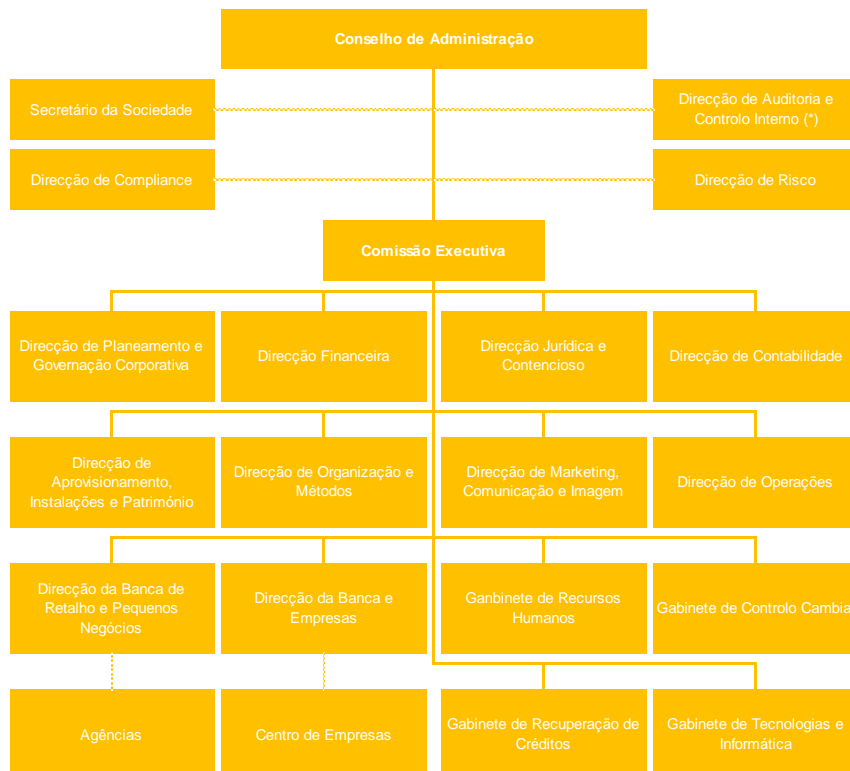 Conselho de Administração
Secretário da Sociedade
Direcção de Auditoria e
Controlo Interno (*)
Direcção de Compliance
Direcção de Risco
Comissão Executiva
Direcção de Planeamento e
Governação Corporativa
Direcção Financeira
Direcção Jurídica e
Contencioso
Direcção de Contabilidade
Direcção de
Aprovisionamento,
Instalações e Património
Direcção de Organização e
Métodos
Direcção de Marketing,
Comunicação e Imagem
Direcção de Operações
Direcção da Banca de
Retalho e Pequenos
Negócios
Direcção da Banca e
Empresas
Ganbinete de Recursos
Humanos
Gabinete de Controlo Cambia
Agências
Centro de Empresas
Gabinete de Recuperação de
Créditos
Gabinete de Tecnologias e
Informática